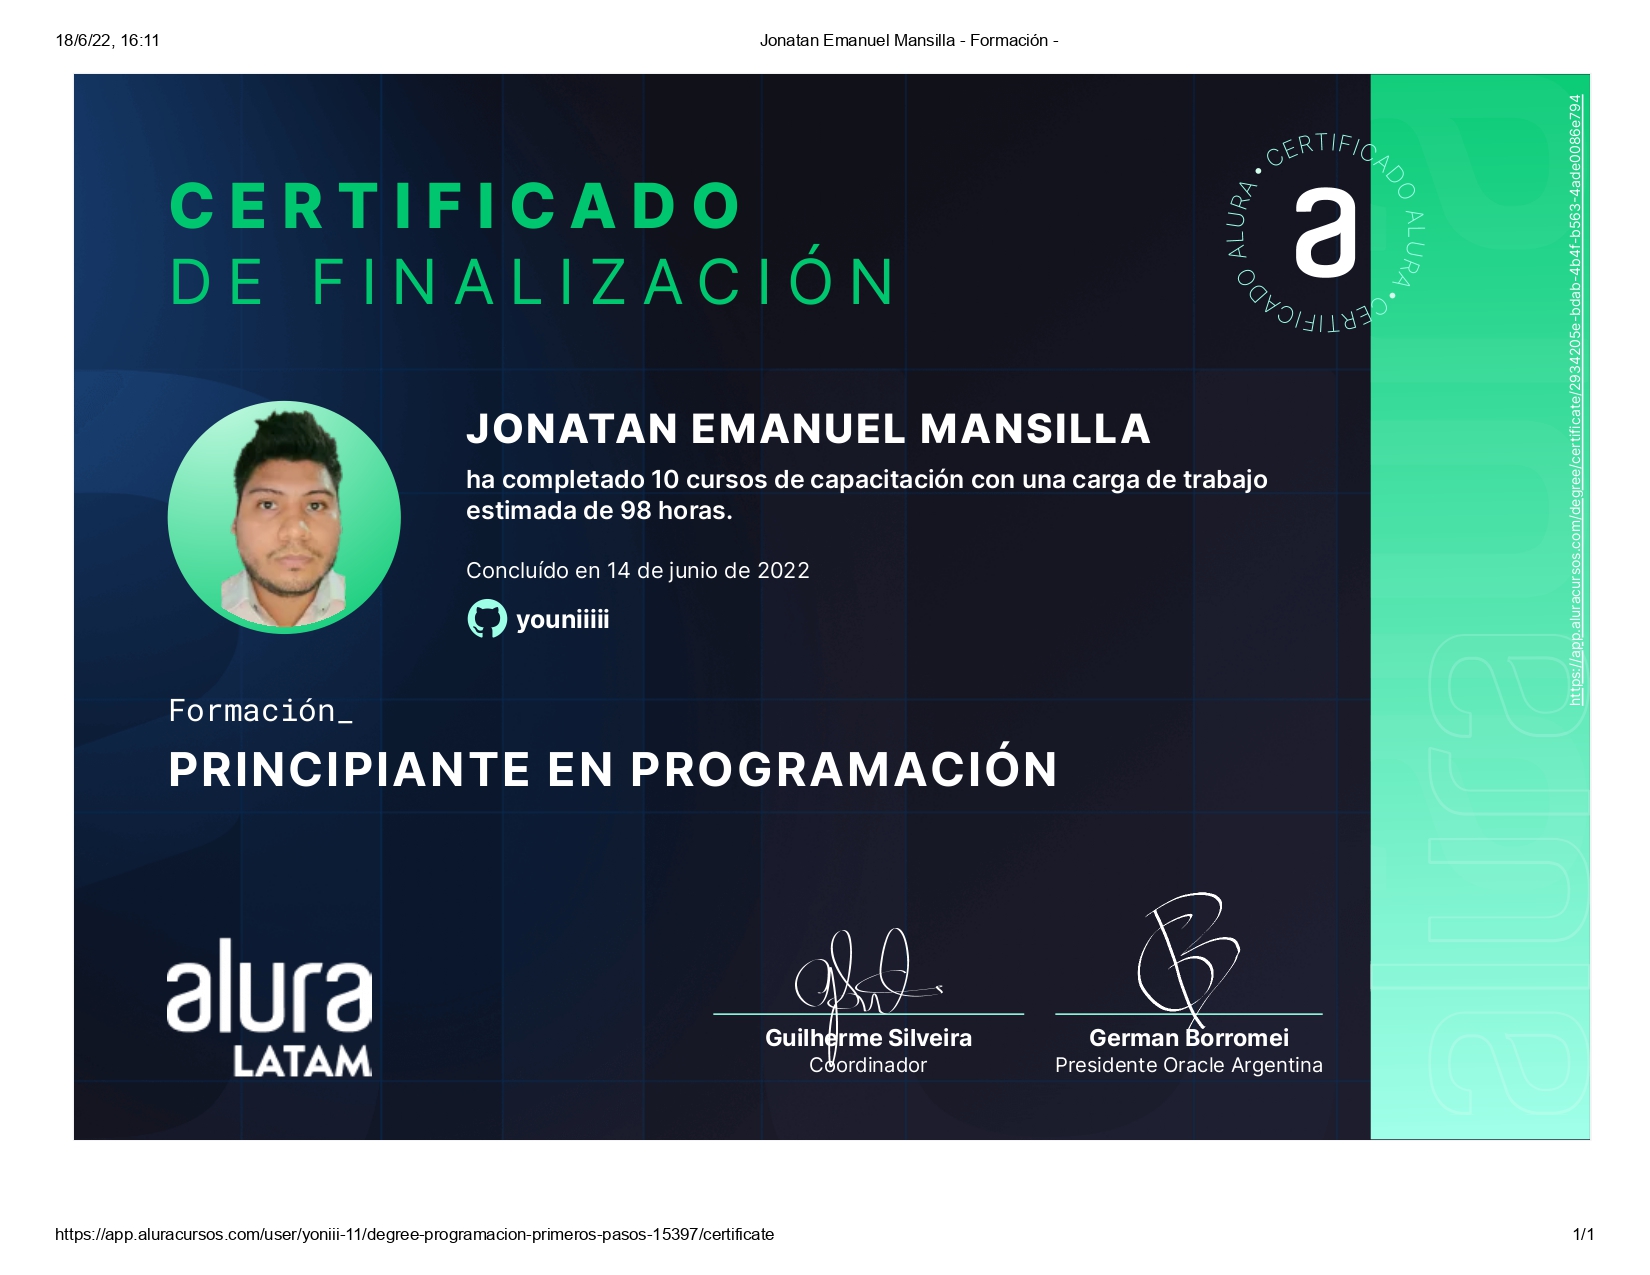 18/6/22, 16:11
Jonatan Emanuel Mansilla - Formación -
CERTIFICADO
DE FINALIZACIÓN
• CERTIFICADO ALURA • CERTIFICADO ALURA
a
https://app.aluracursos.com/degree/certificate/2934205e-bdab-4b4f-b563-4ade0086e794
JONATAN EMANUEL MANSILLA
ha completado 10 cursos de capacitación con una carga de trabajo
estimada de 98 horas.
Concluído en 14 de junio de 2022
youniiiii
Formación_
PRINCIPIANTE EN PROGRAMACIÓN
alura
LATAM
Guilherme Silveira
Coordinador
German Borromei
Presidente Oracle Argentina
alura
https://app.aluracursos.com/user/yoniii-11/degree-programacion-primeros-pasos-15397/certificate
1/1